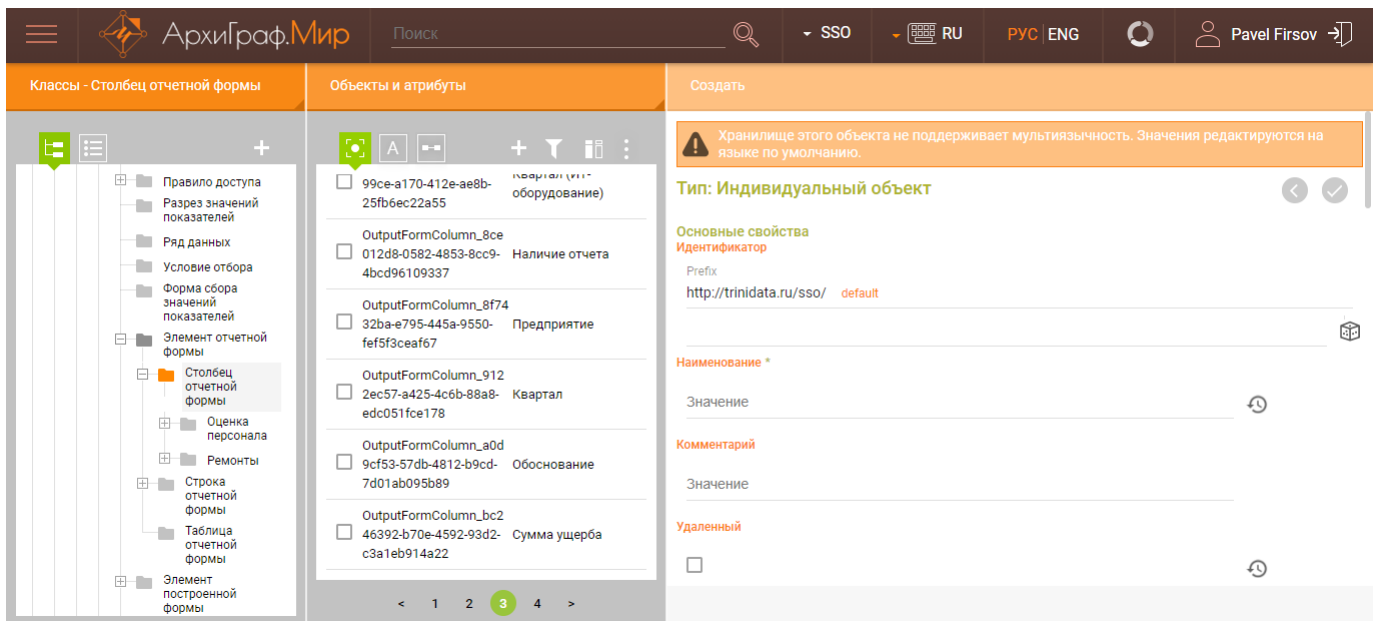 АрхиГраф.Мир
Поиск
SSO
RU
РУС | ENG
Pavel Firsov
Классы - Столбец отчетной формы
Объекты и атрибуты
Создать
Правило доступа
Разрез значений
показателей
Ряд данных
Условие отбора
Форма сбора
значений
показателей
Элемент отчетной
формы
Столбец
отчетной
формы
Оценка
персонала
Ремонты
Строка
отчетной
формы
Таблица
отчетной
формы
Элемент
построенной
формы
A
99ce-a170-412e-ae8b-
25fb6ec22a55
Квартал (ИТ-
оборудование)
OutputFormColumn_8ce
012d8-0582-4853-8cc9-
4bcd96109337
Наличие отчета
OutputFormColumn_8f74
32ba-e795-445a-9550-
fef5f3ceaf67
Предприятие
OutputFormColumn_912
2ec57-a425-4c6b-88a8-
edc051fce178
Квартал
OutputFormColumn_a0d
9cf53-57db-4812-b9cd-
7d01ab095b89
Обоснование
OutputFormColumn_bc2
46392-b70e-4592-93d2-
c3a1eb914a22
Сумма ущерба
< 1 2 3 4 >
Хранилище этого объекта не поддерживает мультиязычность. Значения редактируются на
языке по умолчанию.
Тип: Индивидуальный объект
Основные свойства
Идентификатор
Prefix
http://trinidata.ru/sso/ default
Наименование *
Значение
Комментарий
Значение
Удаленный